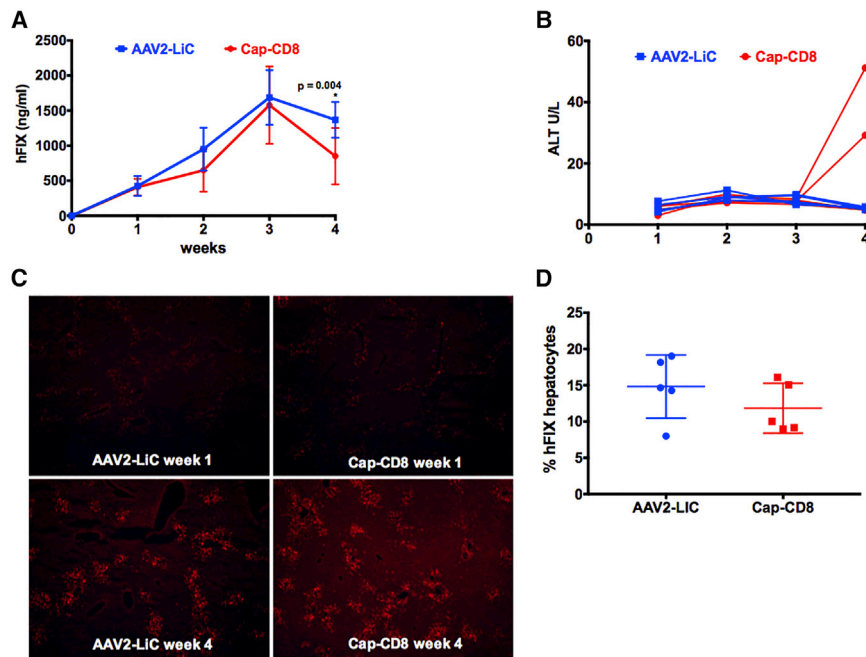 A
AAV2-LiC Cap-CD8
hFIX (ng/ml)
2500
2000
1500
1000
500
0
p = 0.004
*
0 1 2 3 4
weeks
B
AAV2-LiC Cap-CD8
ALT U/L
60
40
20
0
0 1 2 3 4
C
AAV2-LiC week 1
Cap-CD8 week 1
AAV2-LiC week 4
Cap-CD8 week 4
D
% hFIX hepatocytes
25
20
15
10
5
0
AAV2-LIC Cap-CD8